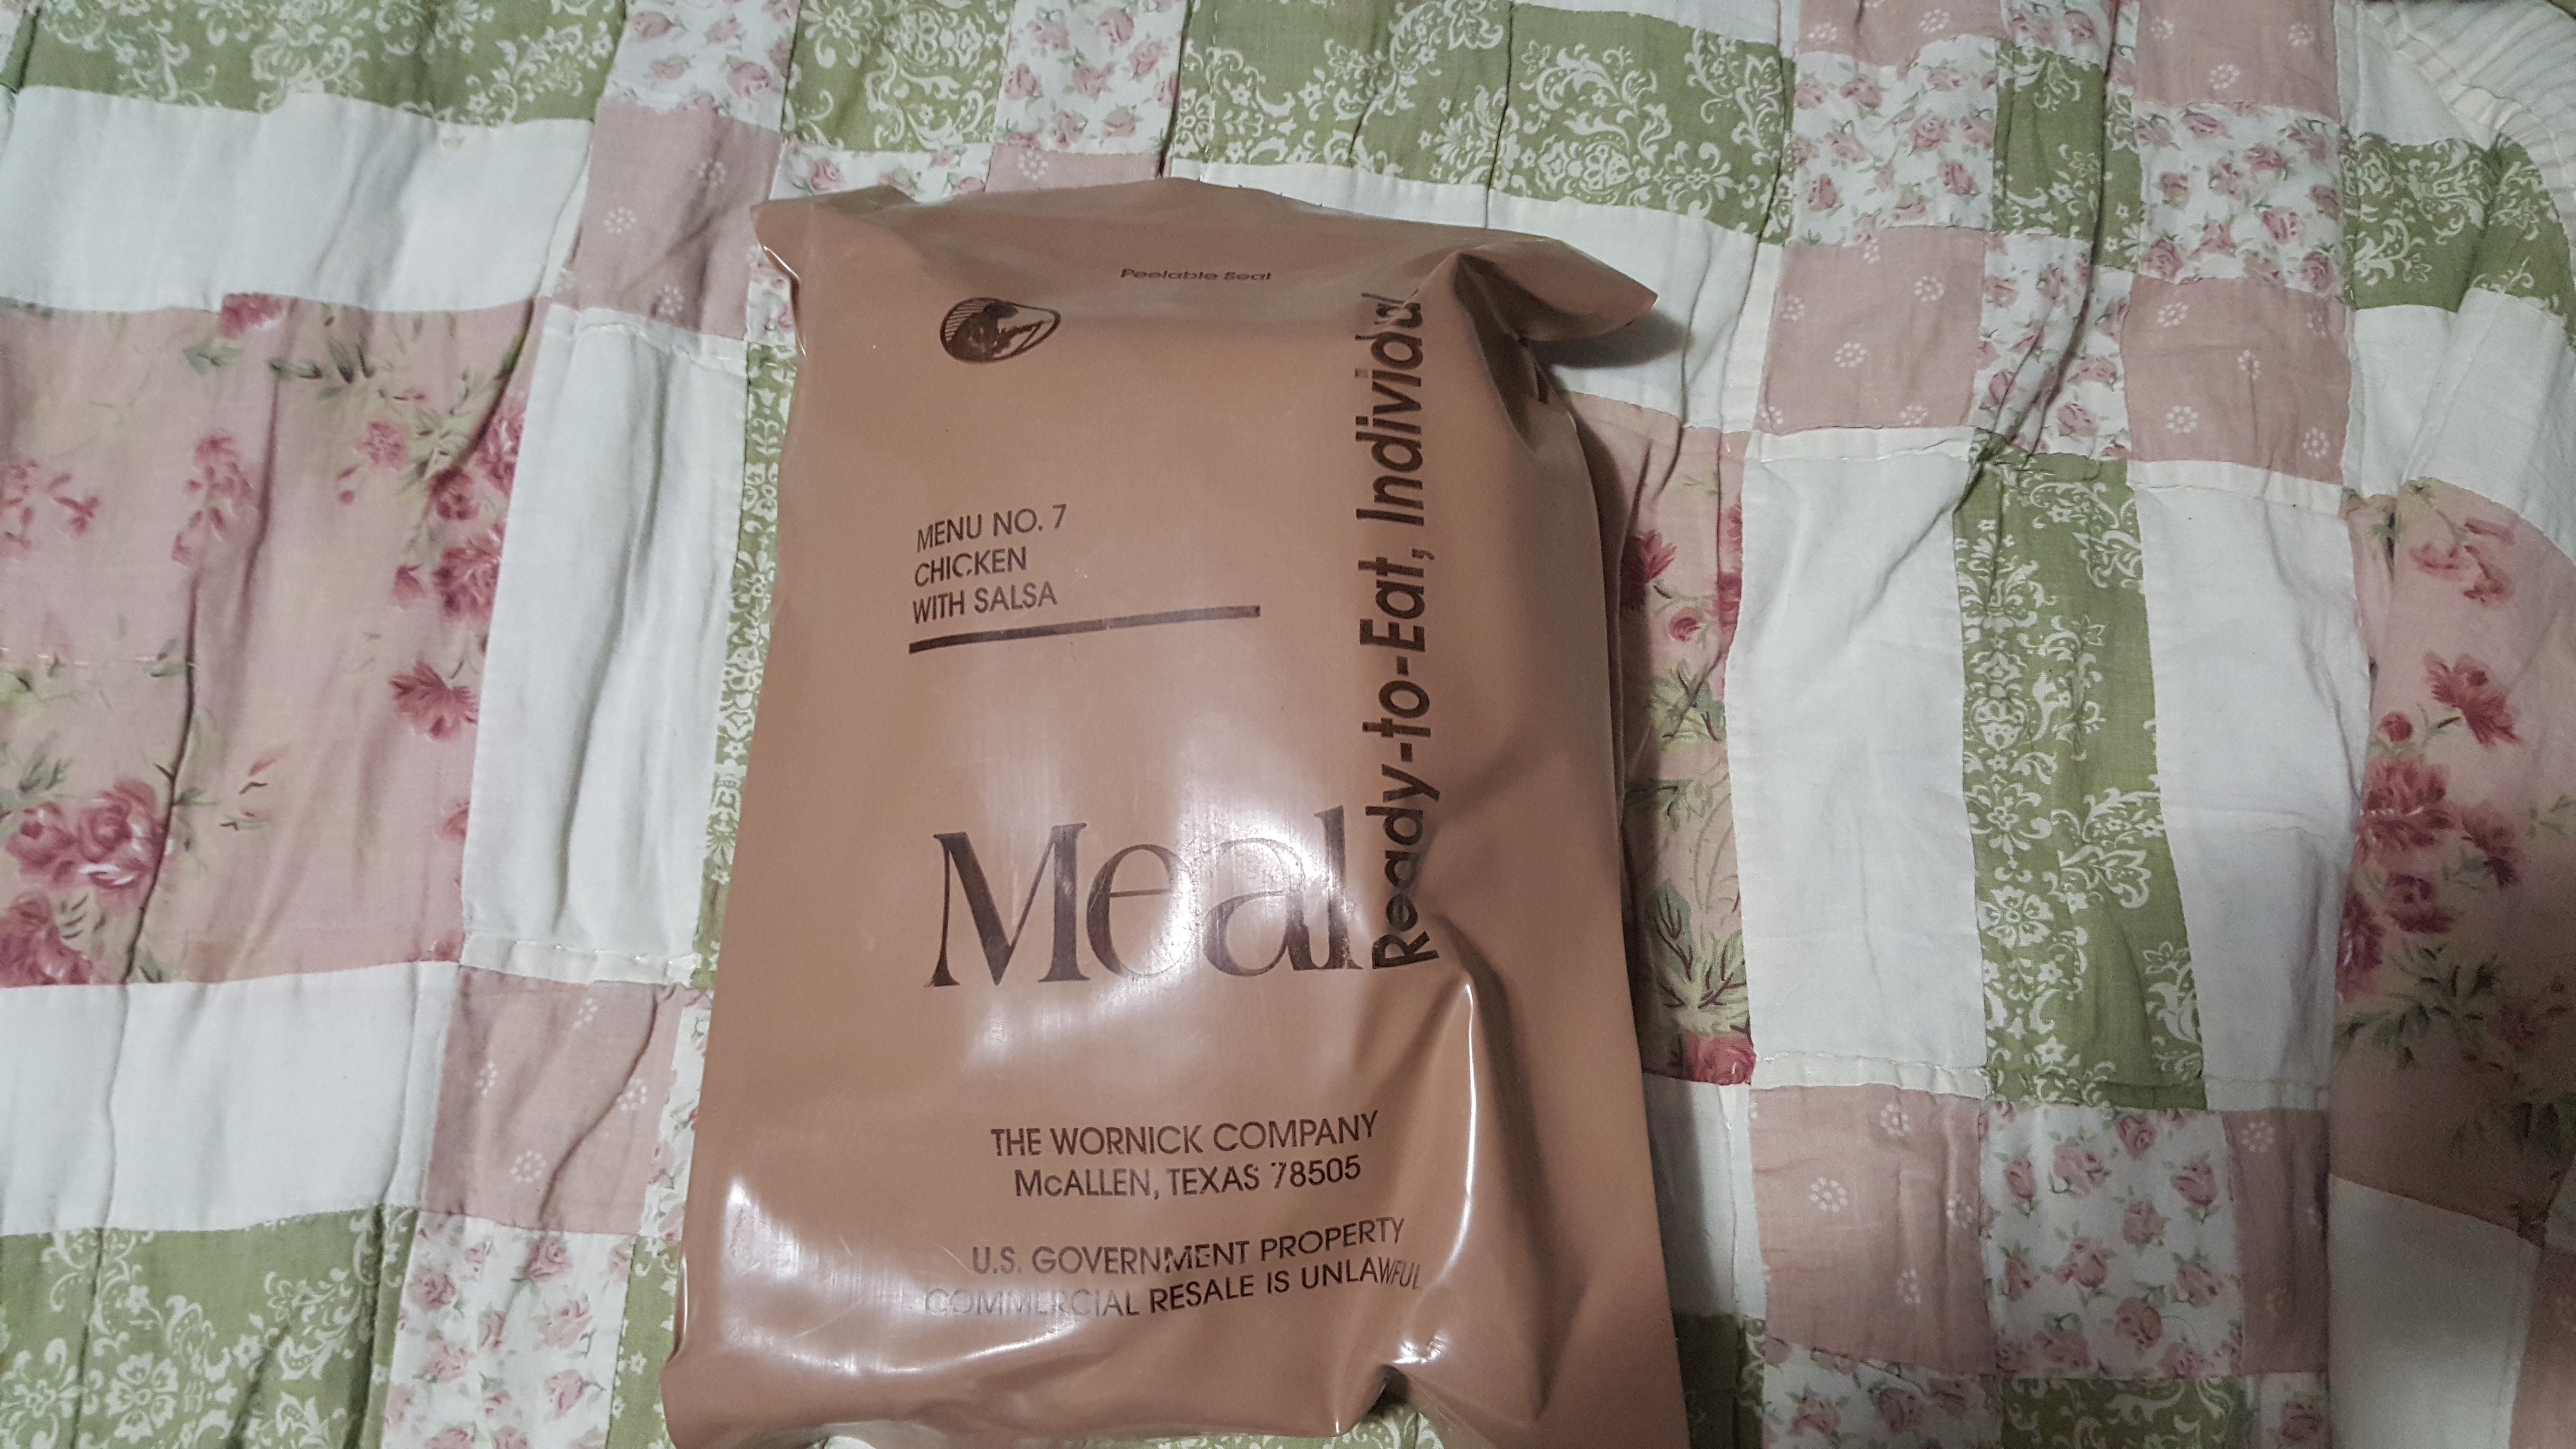 Peelable Seal
MENU NO. 7
CHICKEN
WITH SALSA
Meal
Ready-to-Eat, Individual
THE WORNICK COMPANY
McALLEN, TEXAS 78505
U.S. GOVERNMENT PROPERTY
COMMERCIAL RESALE IS UNLAWFUL